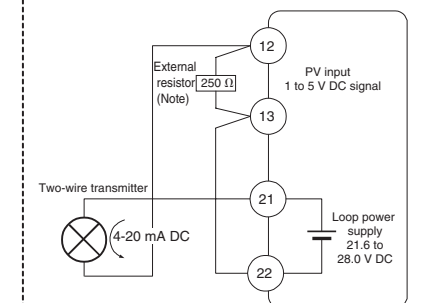 12
External
resistor
(Note)
250 Ω
PV input
1 to 5 V DC signal
13
Two-wire transmitter
21
4-20 mA DC
Loop power
supply
21.6 to
28.0 V DC
22